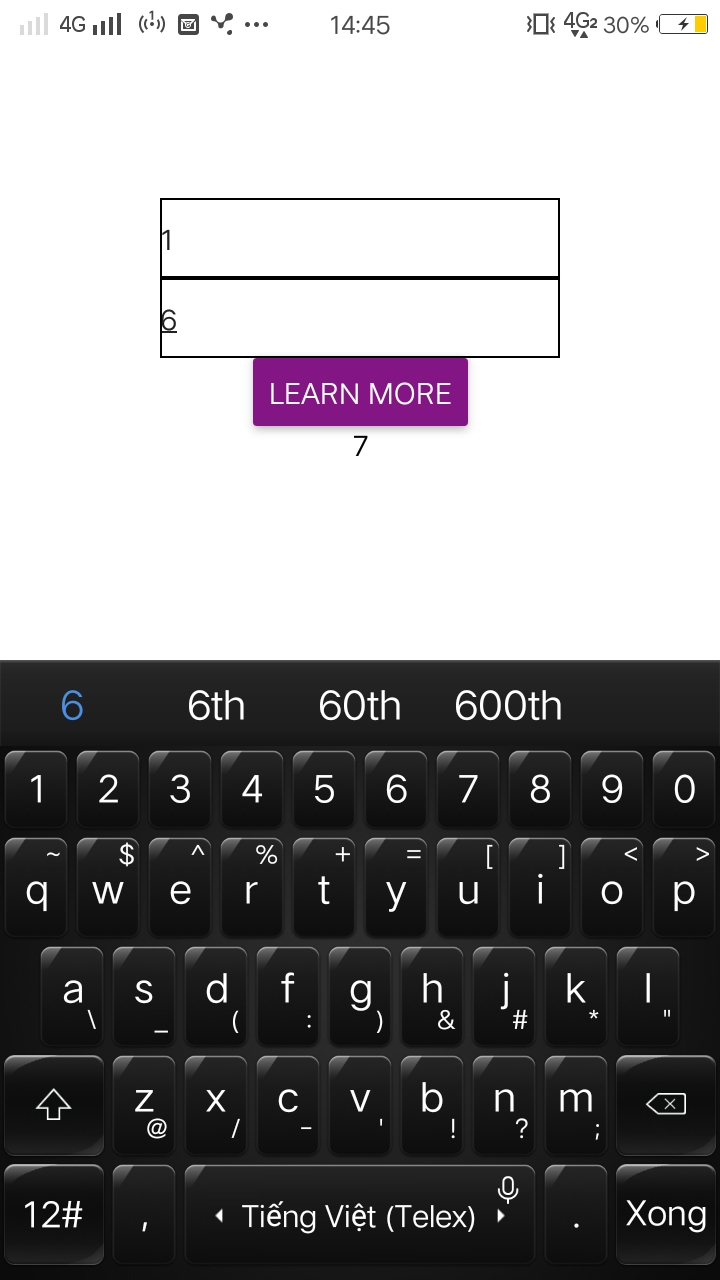 4G 14:45 4G2 30%
1
6
LEARN MORE
7
6 6th 60th 600th
1 2 3 4 5 6 7 8 9 0
~ $ ^ % + = [ ] < >
q w e r t y u i o p
a s d f g h j k l
\ _ ( : ) & # * "
z x c v b n m
@ / - ' ! ? ;
12# , Tiếng Việt (Telex) . Xong